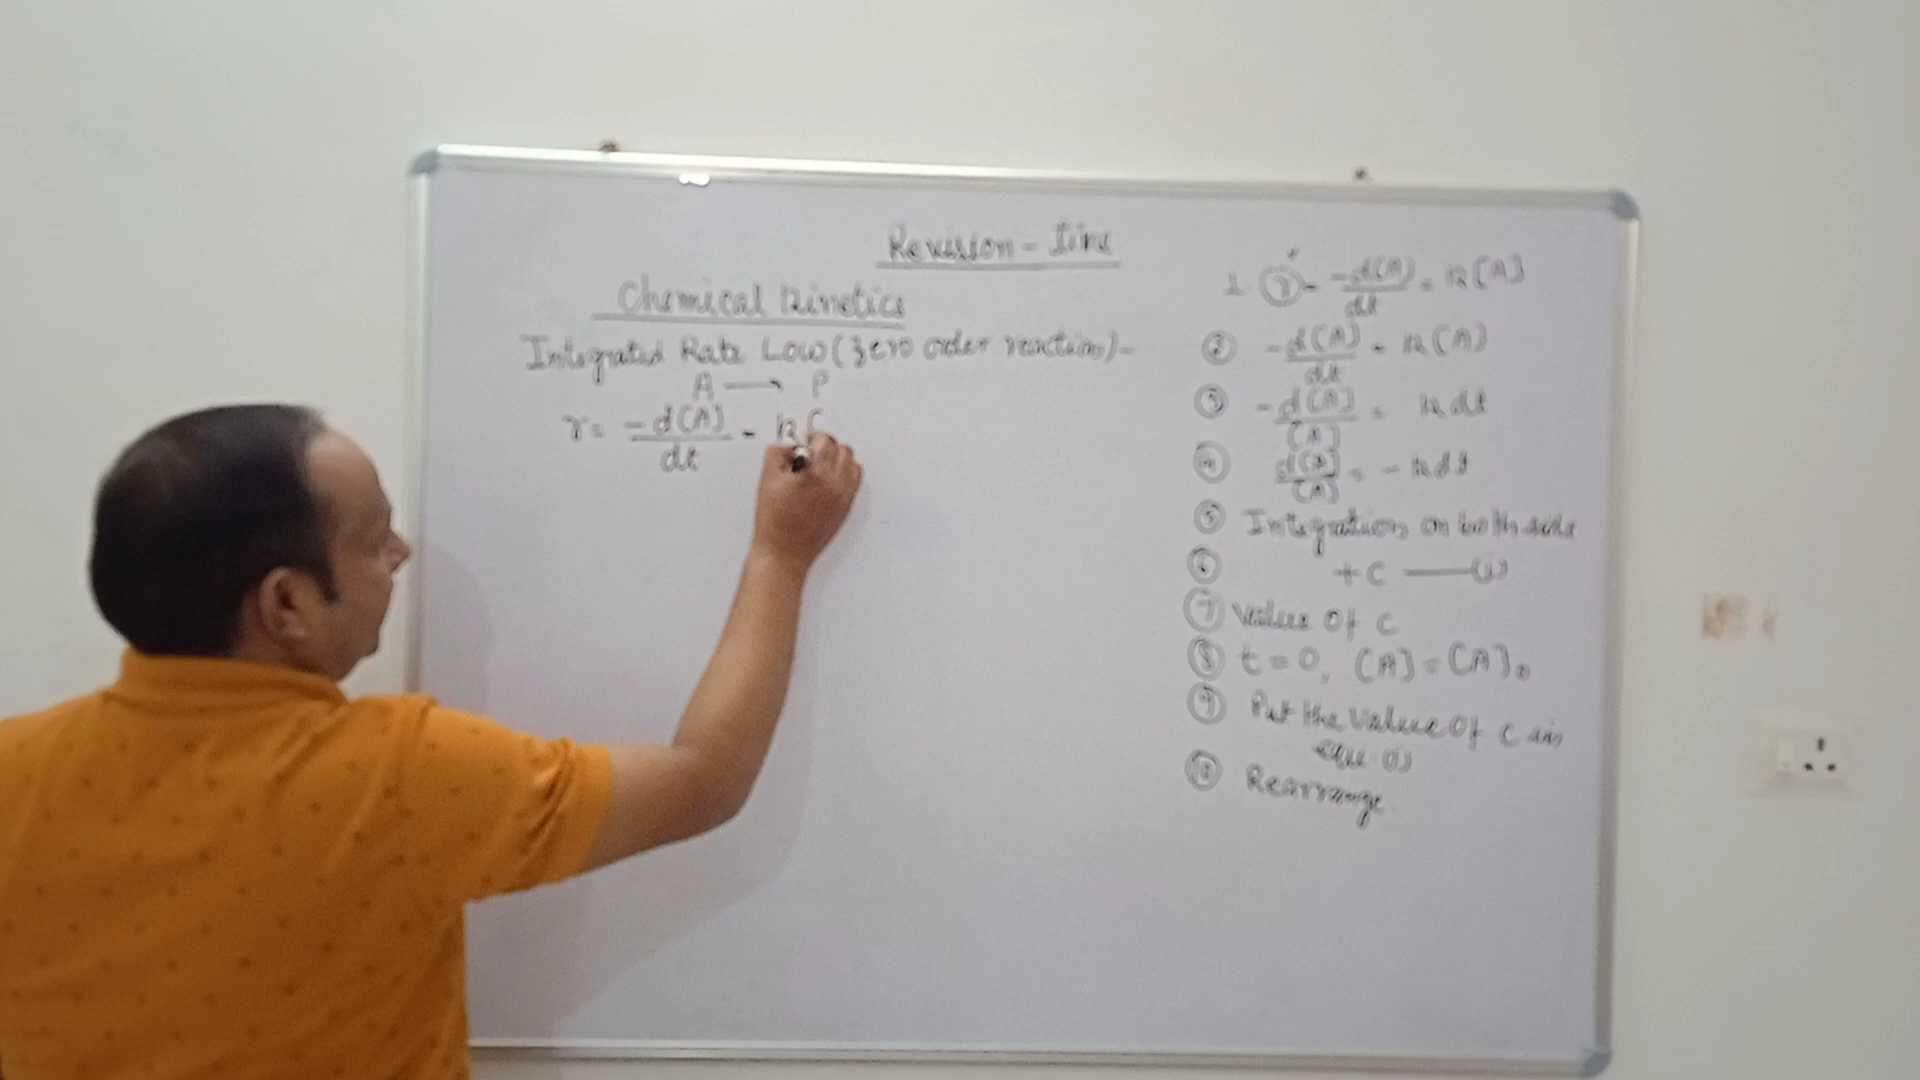 Revision - Time
Chemical kinetics
Integrated Rate Low (zero order reaction)-
A → P
r = -d[A]/dt = k[
1 r = -d[A]/dt = k[A]
② -d[A]/dt = k[A]
③ -d[A]/[A] = k dt
④ d[A]/[A] = - k dt
⑤ Integration on both side
⑥ + C ——(1)
⑦ Value of C
⑧ t = 0, [A] = [A]₀
⑨ Put the value of C in
equ (1)
⑩ Rearrange